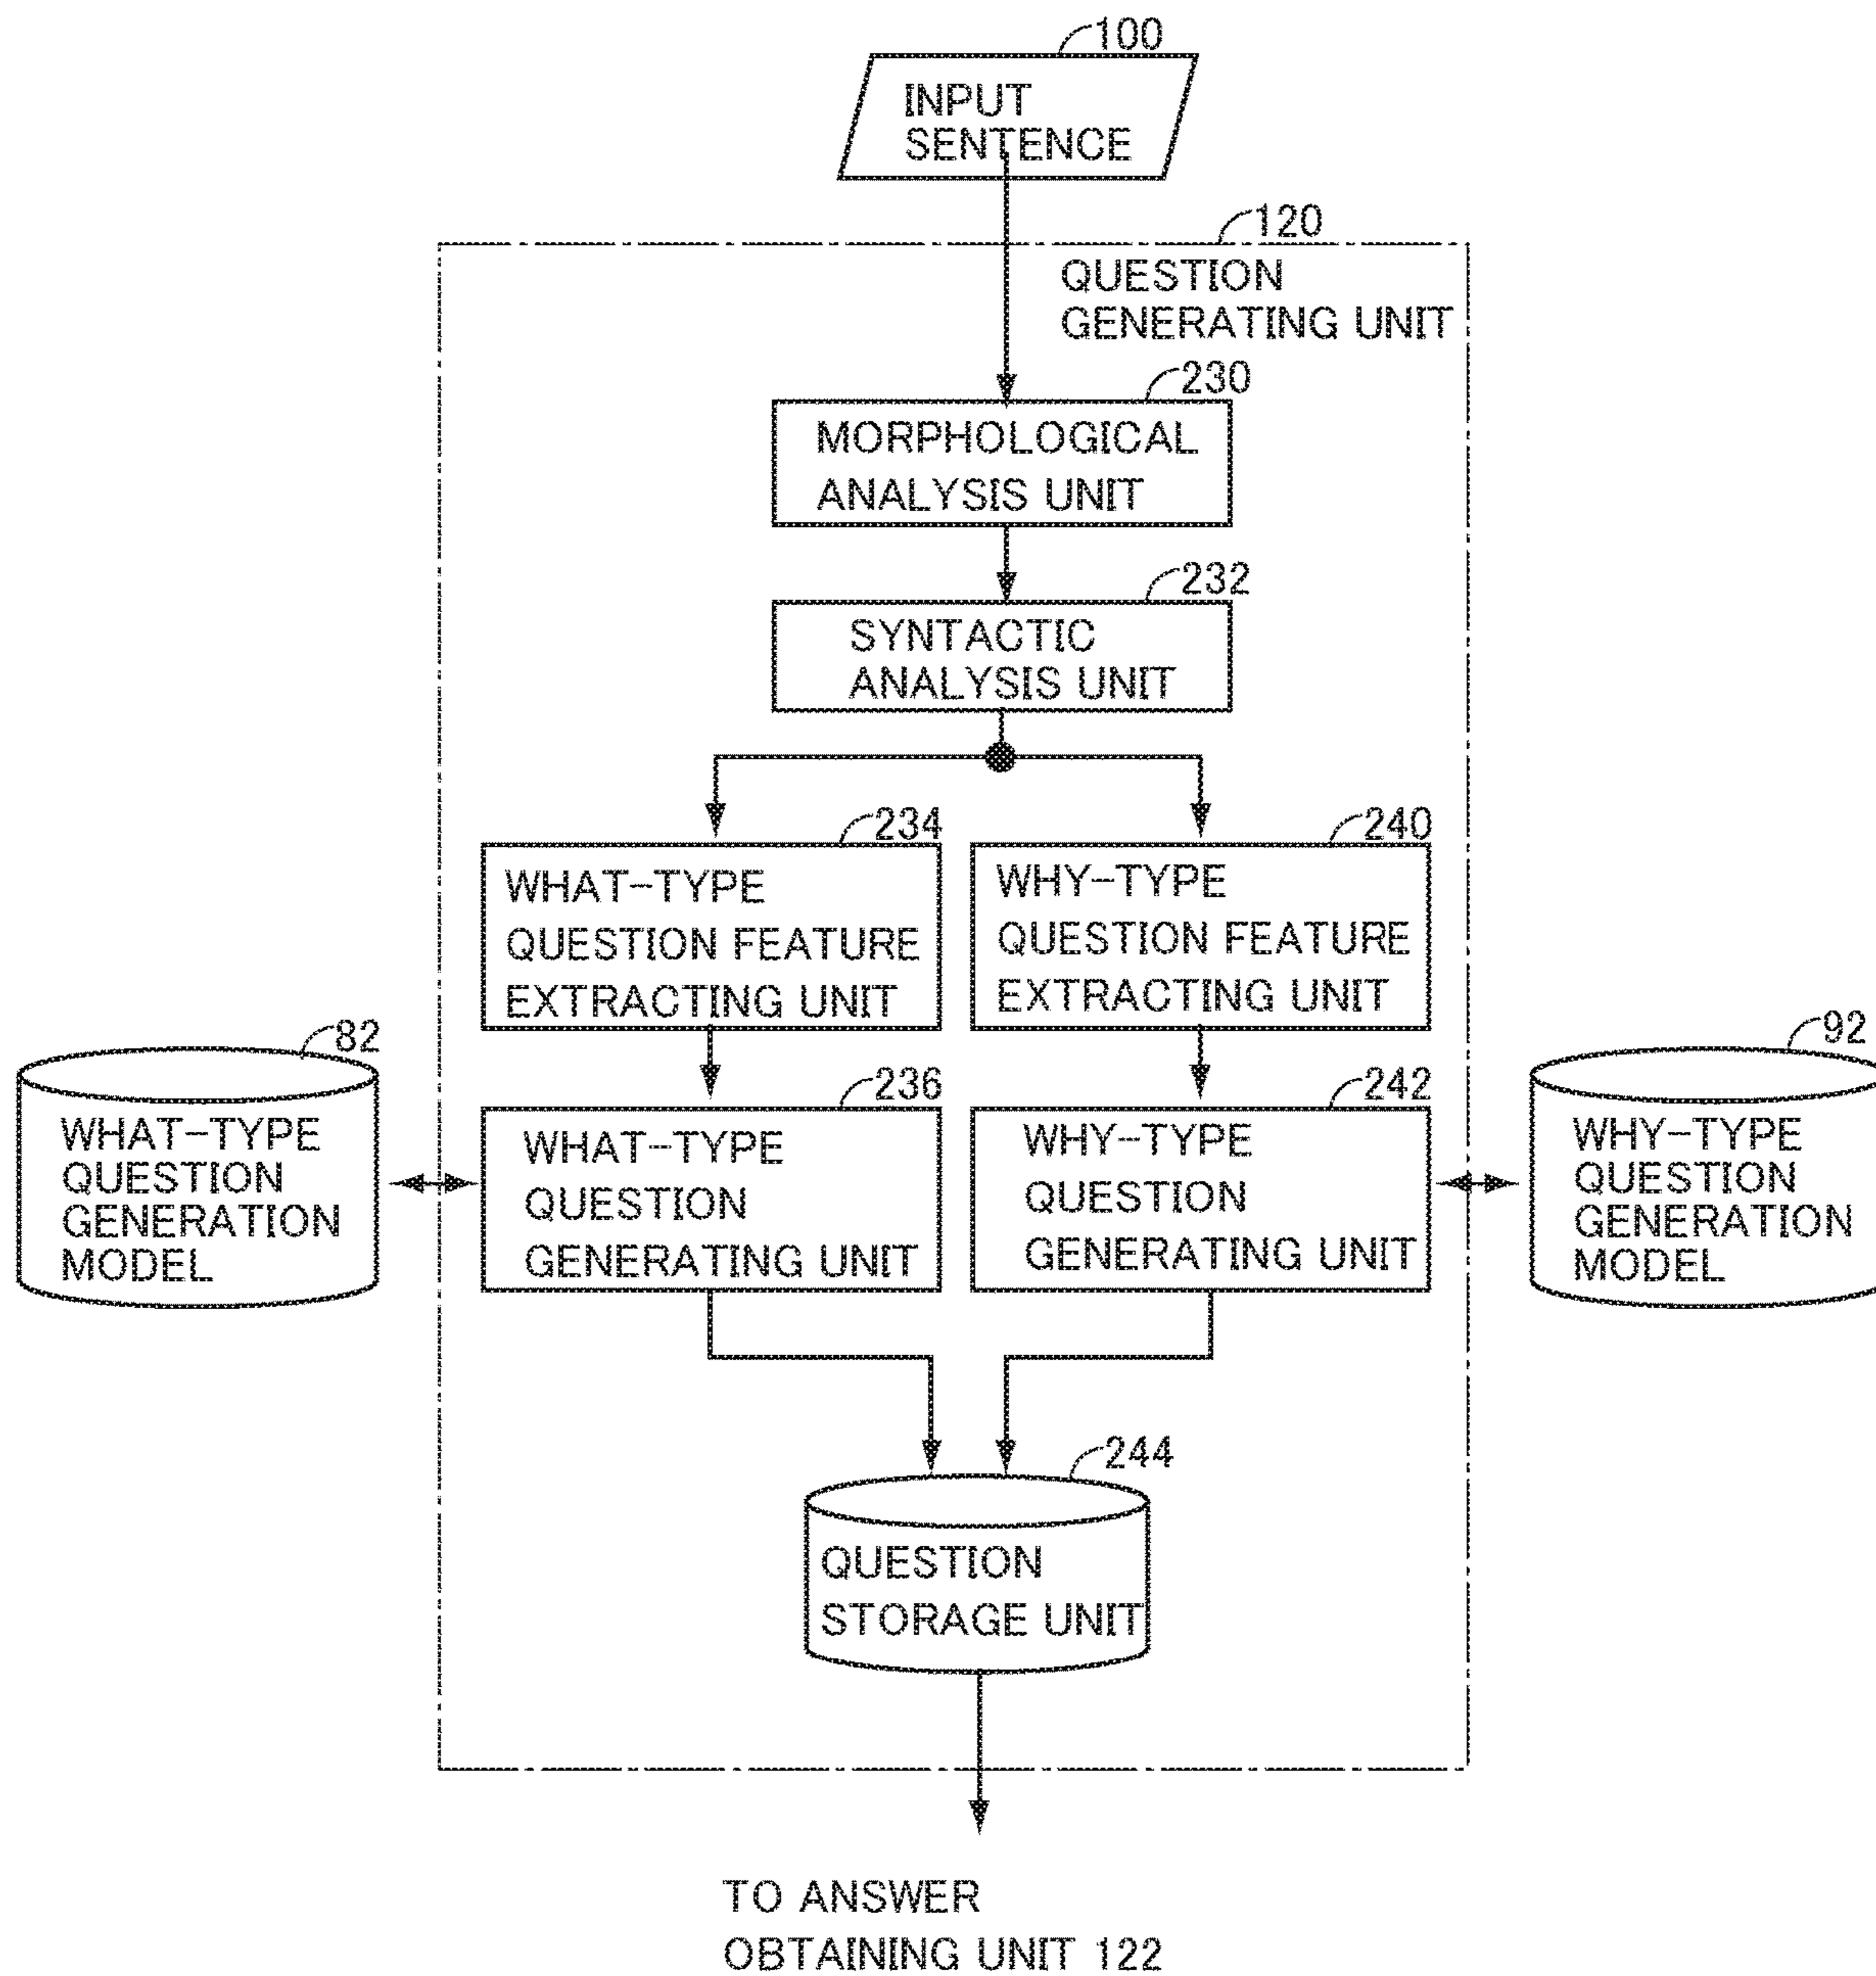 100
INPUT
SENTENCE
120
QUESTION
GENERATING UNIT
230
MORPHOLOGICAL
ANALYSIS UNIT
232
SYNTACTIC
ANALYSIS UNIT
234
WHAT-TYPE
QUESTION FEATURE
EXTRACTING UNIT
240
WHY-TYPE
QUESTION FEATURE
EXTRACTING UNIT
82
WHAT-TYPE
QUESTION
GENERATION
MODEL
236
WHAT-TYPE
QUESTION
GENERATING UNIT
242
WHY-TYPE
QUESTION
GENERATING UNIT
92
WHY-TYPE
QUESTION
GENERATION
MODEL
244
QUESTION
STORAGE UNIT
TO ANSWER
OBTAINING UNIT 122